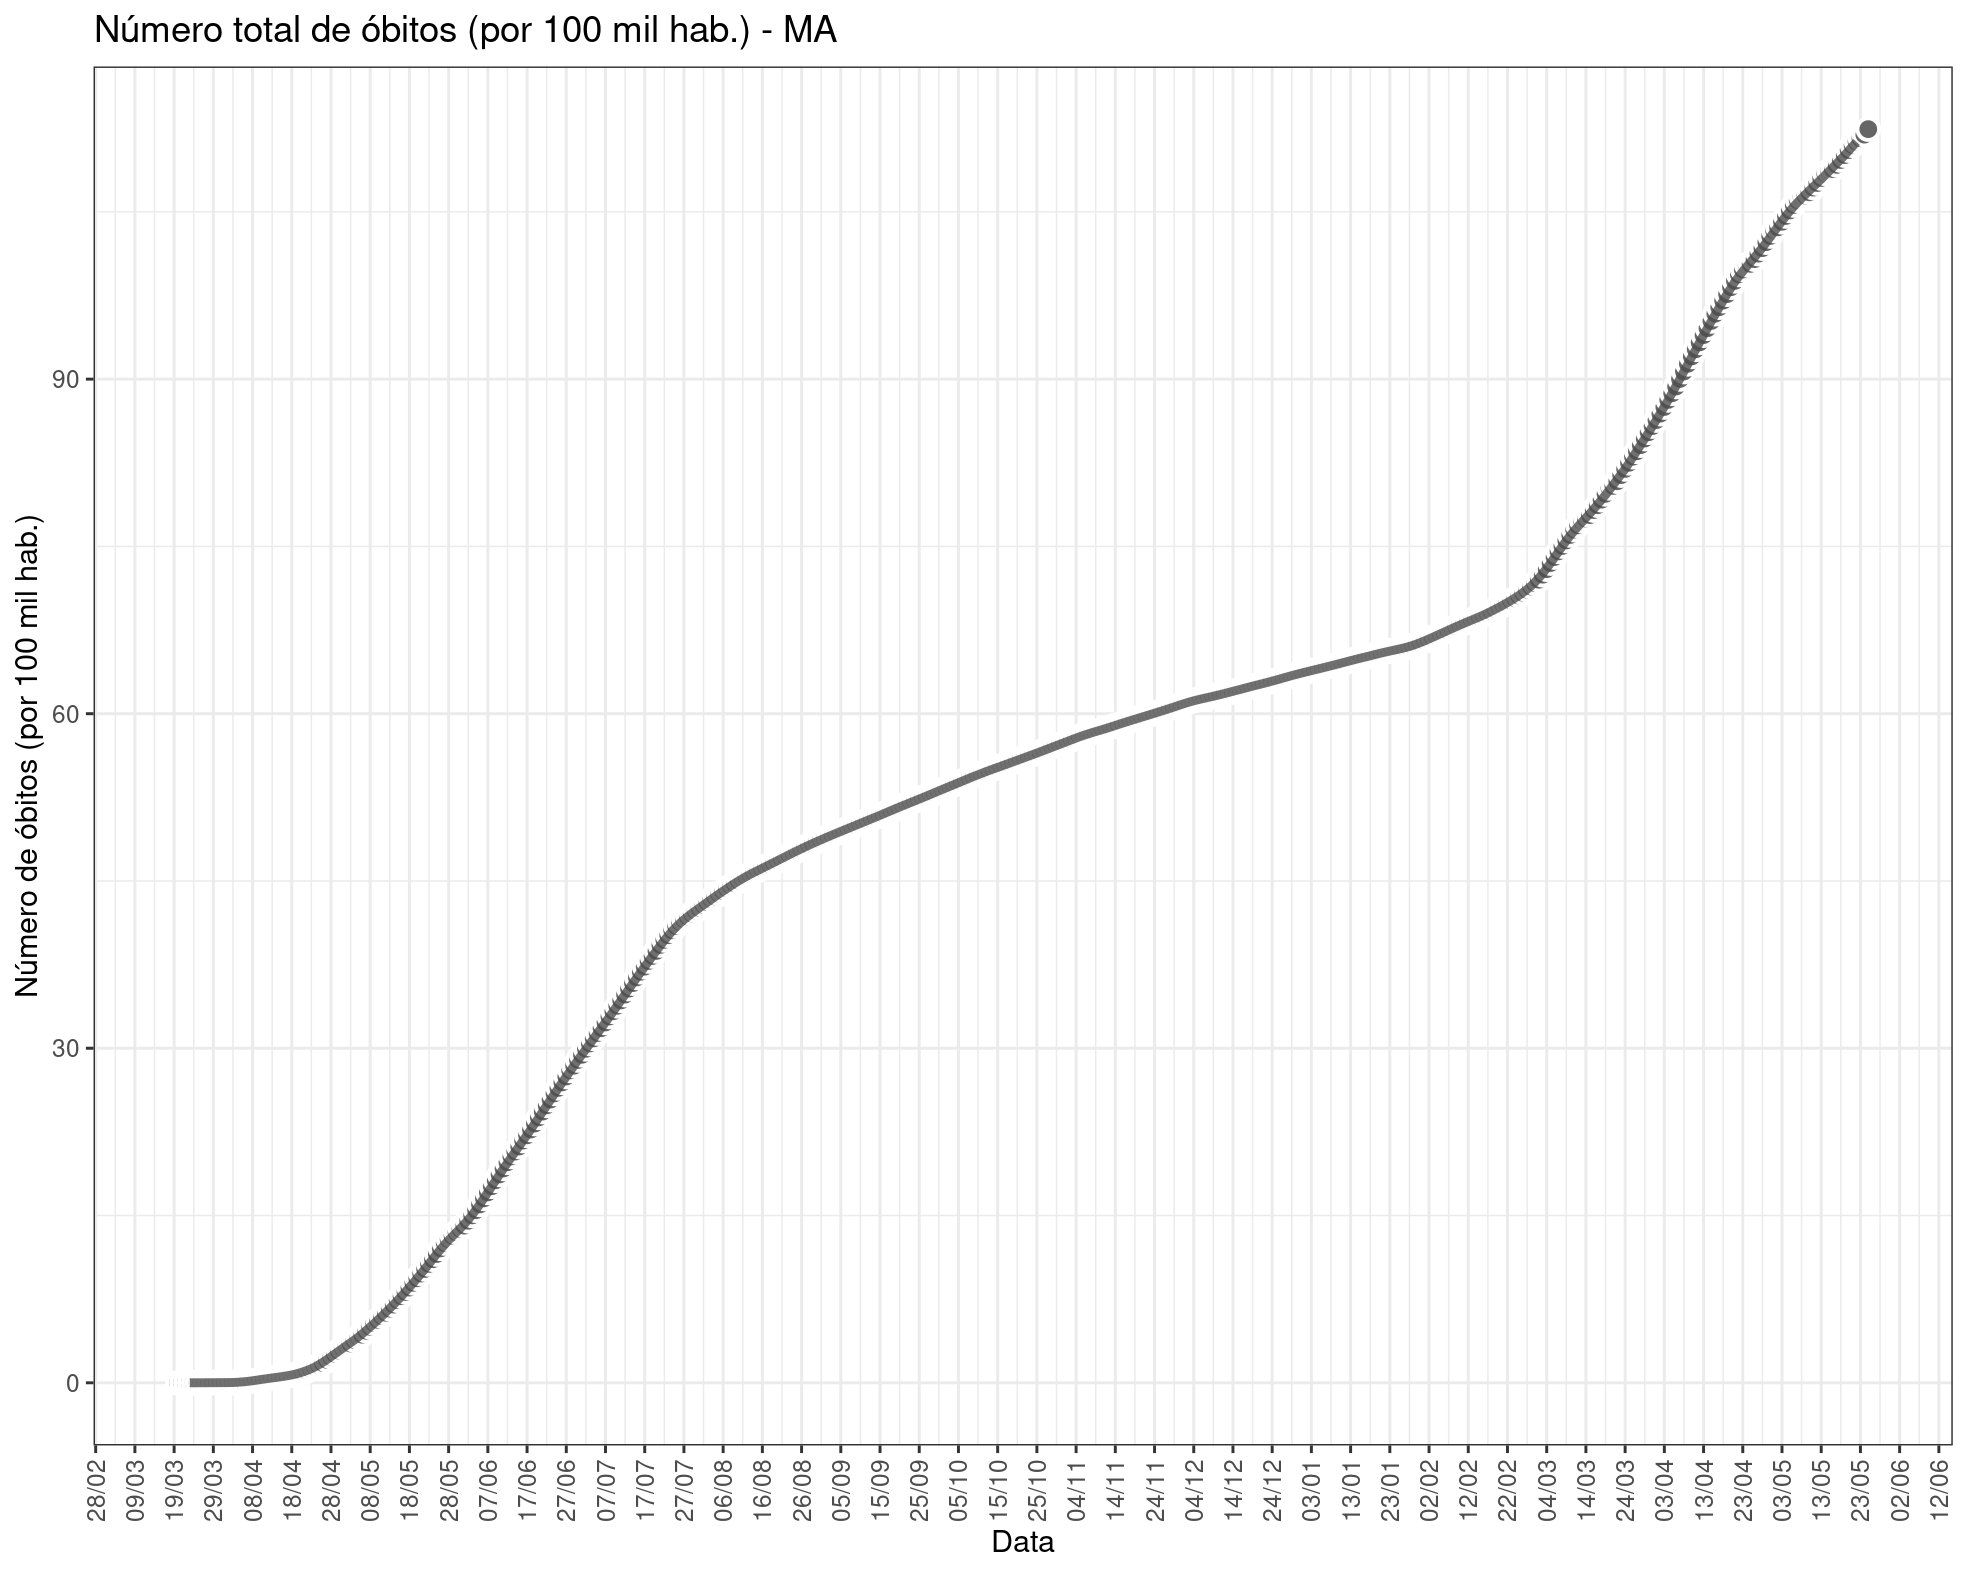 Número total de óbitos (por 100 mil hab.) - MA
Número de óbitos (por 100 mil hab.)
90
60
30
0
28/02 09/03 19/03 29/03 08/04 18/04 28/04 08/05 18/05 28/05 07/06 17/06 27/06 07/07 17/07 27/07 06/08 16/08 26/08 05/09 15/09 25/09 05/10 15/10 25/10 04/11 14/11 24/11 04/12 14/12 24/12 03/01 13/01 23/01 02/02 12/02 22/02 04/03 14/03 24/03 03/04 13/04 23/04 03/05 13/05 23/05 02/06 12/06
Data